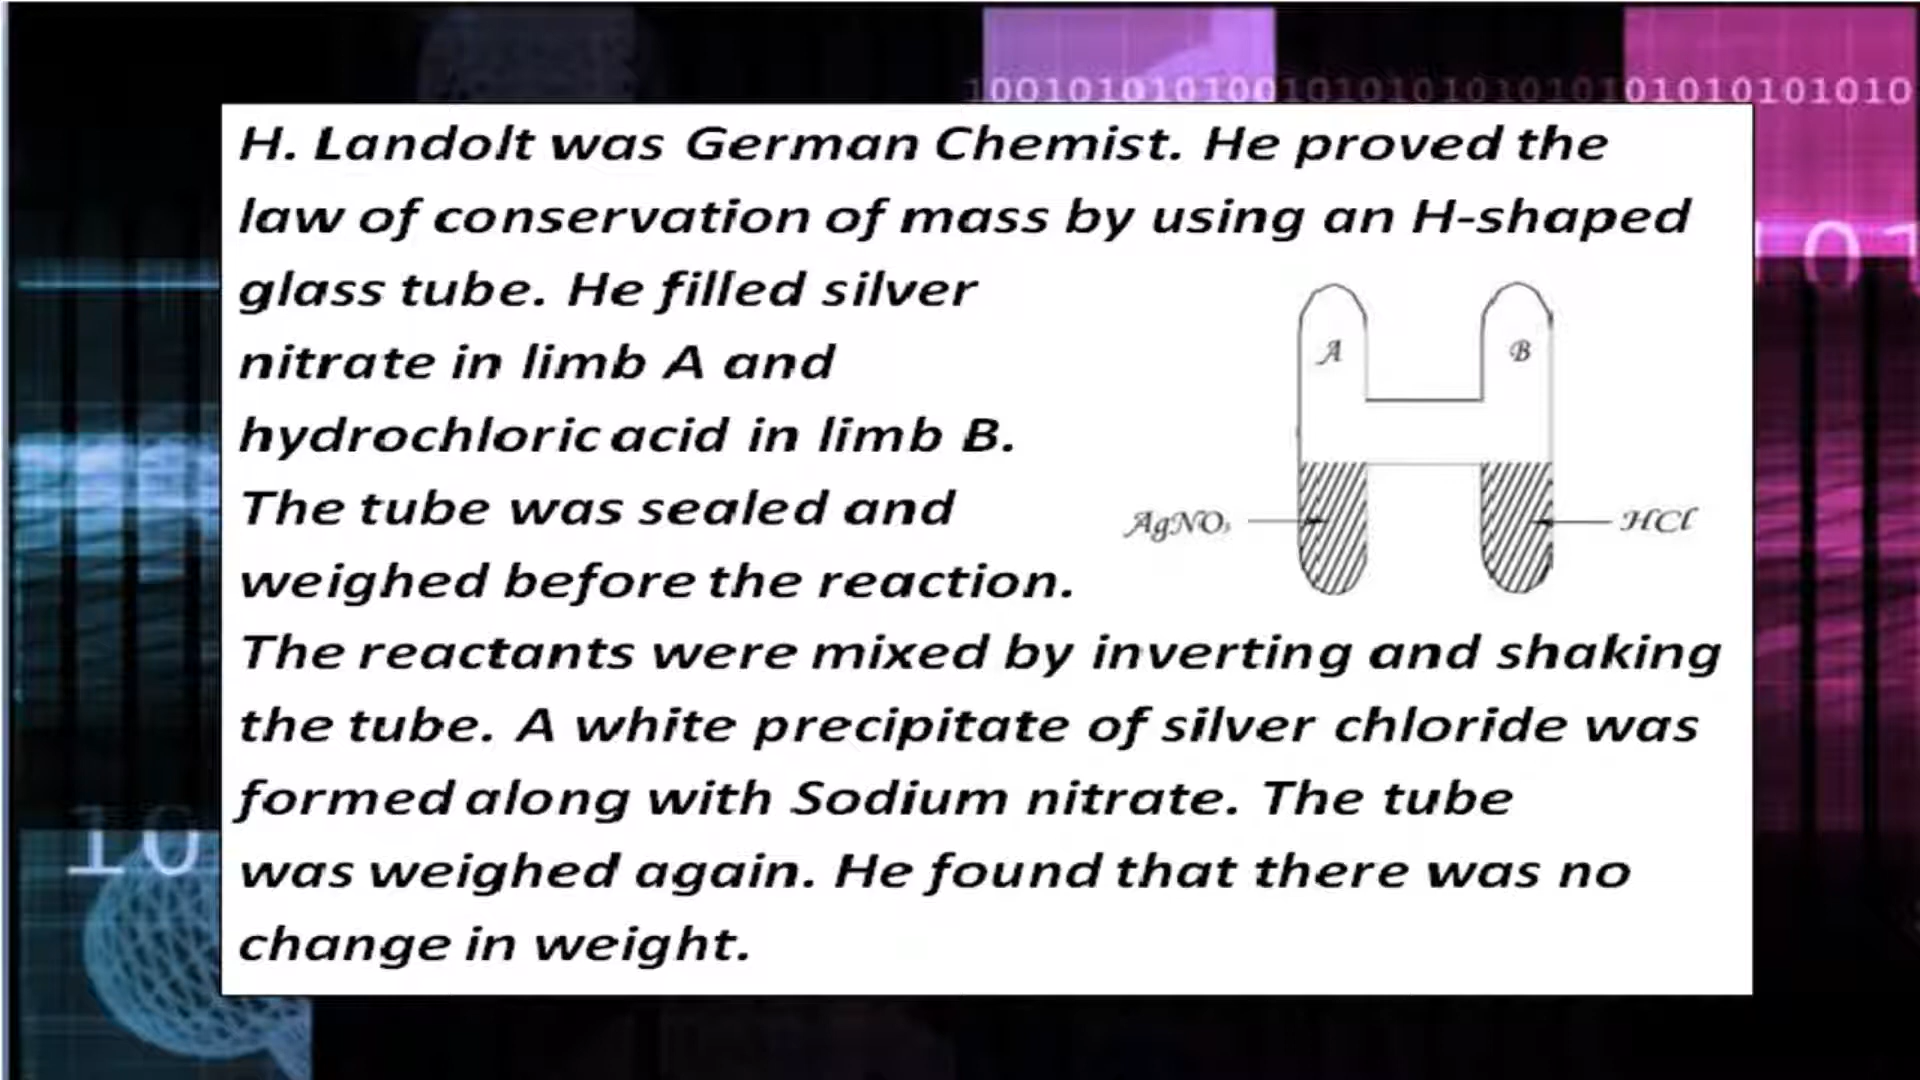 10010101010100101010101010101010101010
101
H. Landolt was German Chemist. He proved the
law of conservation of mass by using an H-shaped
glass tube. He filled silver
nitrate in limb A and
hydrochloric acid in limb B.
The tube was sealed and
weighed before the reaction.
A
B
AgNO₃
HCl
The reactants were mixed by inverting and shaking
the tube. A white precipitate of silver chloride was
formed along with Sodium nitrate. The tube
was weighed again. He found that there was no
change in weight.
10